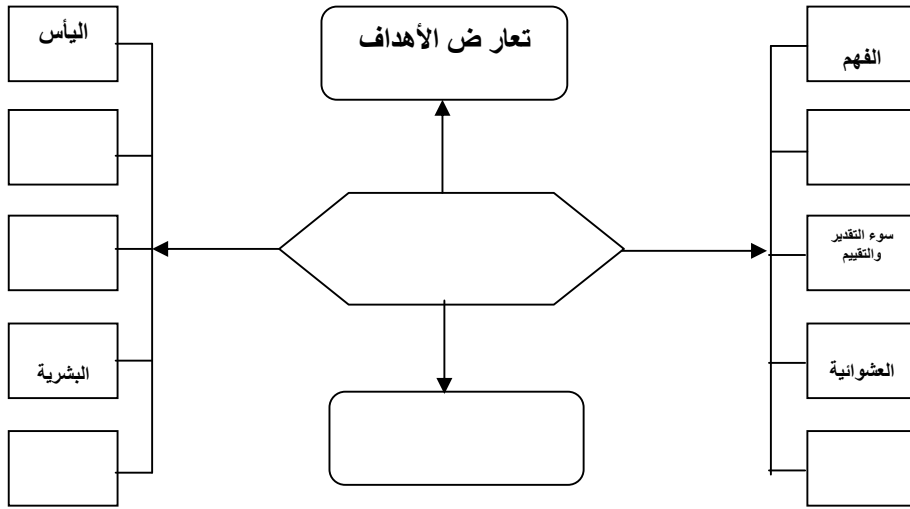 تعار ض الأهداف
الفهم
سوء التقدير
والتقييم
العشوائية
اليأس
البشرية